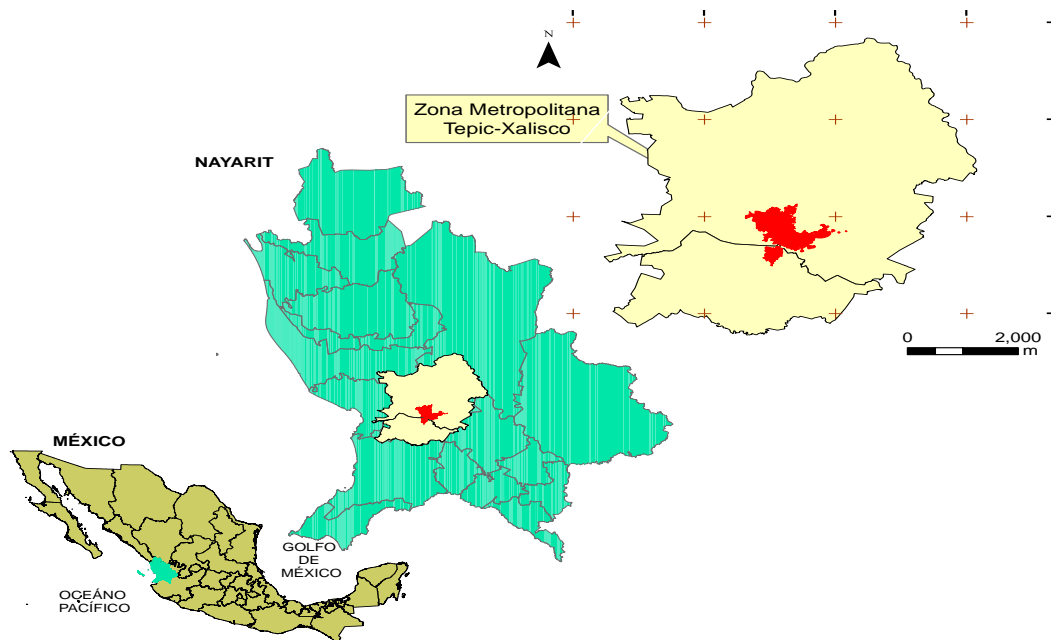 N
Zona Metropolitana
Tepic-Xalisco
NAYARIT
0 2,000
m
MÉXICO
GOLFO
DE
MÉXICO
OCEÁNO
PACÍFICO